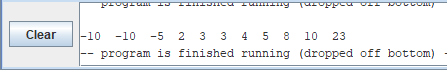 -- program is finished running (dropped off bottom) --
Clear
-10  -10  -5  2  3  3  4  5  8  10  23
-- program is finished running (dropped off bottom) -